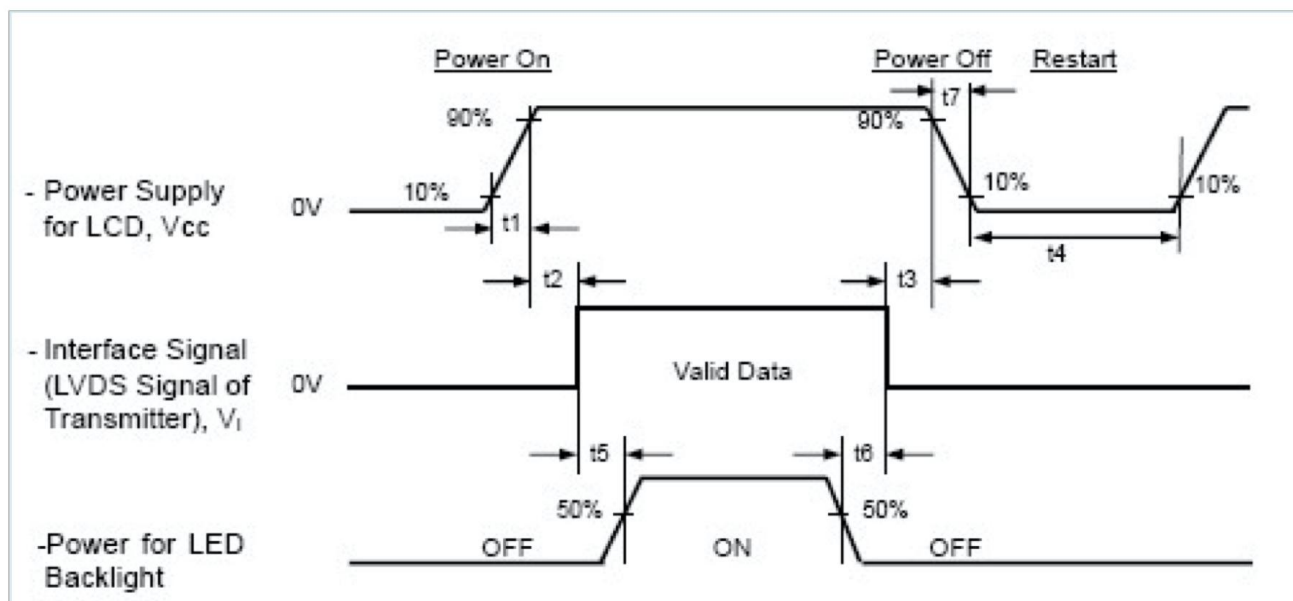 Power On
Power Off
Restart
t7
90%
90%
- Power Supply
for LCD, Vcc
0V
10%
10%
10%
t1
t4
t2
t3
- Interface Signal
(LVDS Signal of
Transmitter), VI
0V
Valid Data
t5
t6
50%
50%
-Power for LED
Backlight
OFF
ON
OFF